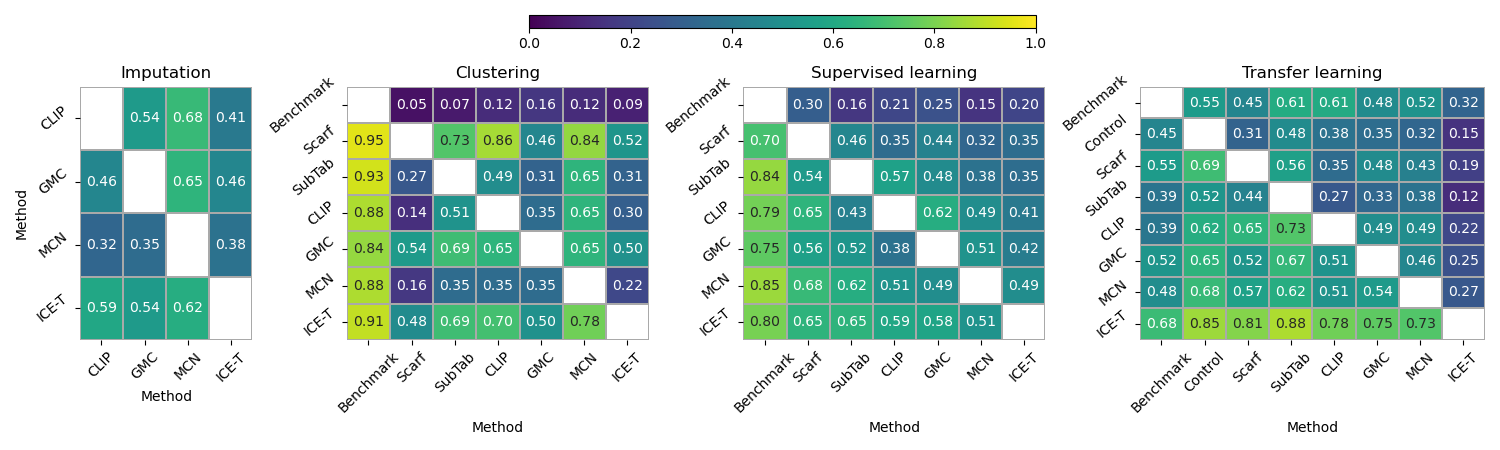 0.0 0.2 0.4 0.6 0.8 1.0
Imputation
Method
CLIP 0.54 0.68 0.41
GMC 0.46 0.65 0.46
MCN 0.32 0.35 0.38
ICE-T 0.59 0.54 0.62
CLIP GMC MCN ICE-T
Method
Clustering
Benchmark 0.05 0.07 0.12 0.16 0.12 0.09
Scarf 0.95 0.73 0.86 0.46 0.84 0.52
SubTab 0.93 0.27 0.49 0.31 0.65 0.31
CLIP 0.88 0.14 0.51 0.35 0.65 0.30
GMC 0.84 0.54 0.69 0.65 0.65 0.50
MCN 0.88 0.16 0.35 0.35 0.35 0.22
ICE-T 0.91 0.48 0.69 0.70 0.50 0.78
Benchmark Scarf SubTab CLIP GMC MCN ICE-T
Method
Supervised learning
Benchmark 0.30 0.16 0.21 0.25 0.15 0.20
Scarf 0.70 0.46 0.35 0.44 0.32 0.35
SubTab 0.84 0.54 0.57 0.48 0.38 0.35
CLIP 0.79 0.65 0.43 0.62 0.49 0.41
GMC 0.75 0.56 0.52 0.38 0.51 0.42
MCN 0.85 0.68 0.62 0.51 0.49 0.49
ICE-T 0.80 0.65 0.65 0.59 0.58 0.51
Benchmark Scarf SubTab CLIP GMC MCN ICE-T
Method
Transfer learning
Benchmark 0.55 0.45 0.61 0.61 0.48 0.52 0.32
Control 0.45 0.31 0.48 0.38 0.35 0.32 0.15
Scarf 0.55 0.69 0.56 0.35 0.48 0.43 0.19
SubTab 0.39 0.52 0.44 0.27 0.33 0.38 0.12
CLIP 0.39 0.62 0.65 0.73 0.49 0.49 0.22
GMC 0.52 0.65 0.52 0.67 0.51 0.46 0.25
MCN 0.48 0.68 0.57 0.62 0.51 0.54 0.27
ICE-T 0.68 0.85 0.81 0.88 0.78 0.75 0.73
Benchmark Control Scarf SubTab CLIP GMC MCN ICE-T
Method